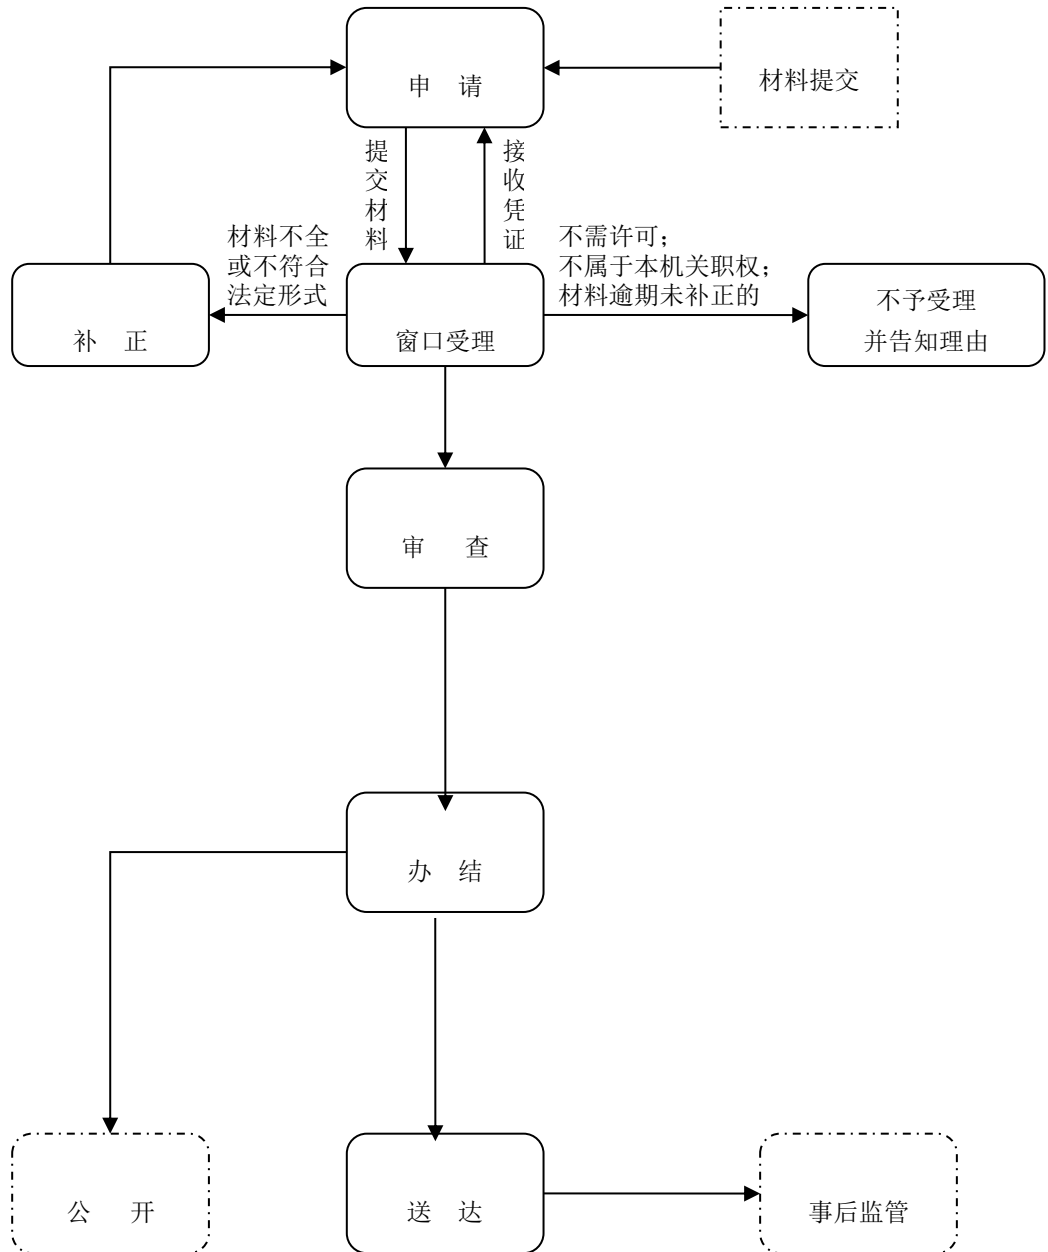 申 请
材料提交
提交材料
接收凭证
材料不全
或不符合
法定形式
不需许可；
不属于本机关职权；
材料逾期未补正的
补 正
窗口受理
不予受理
并告知理由
审 查
办 结
公 开
送 达
事后监管